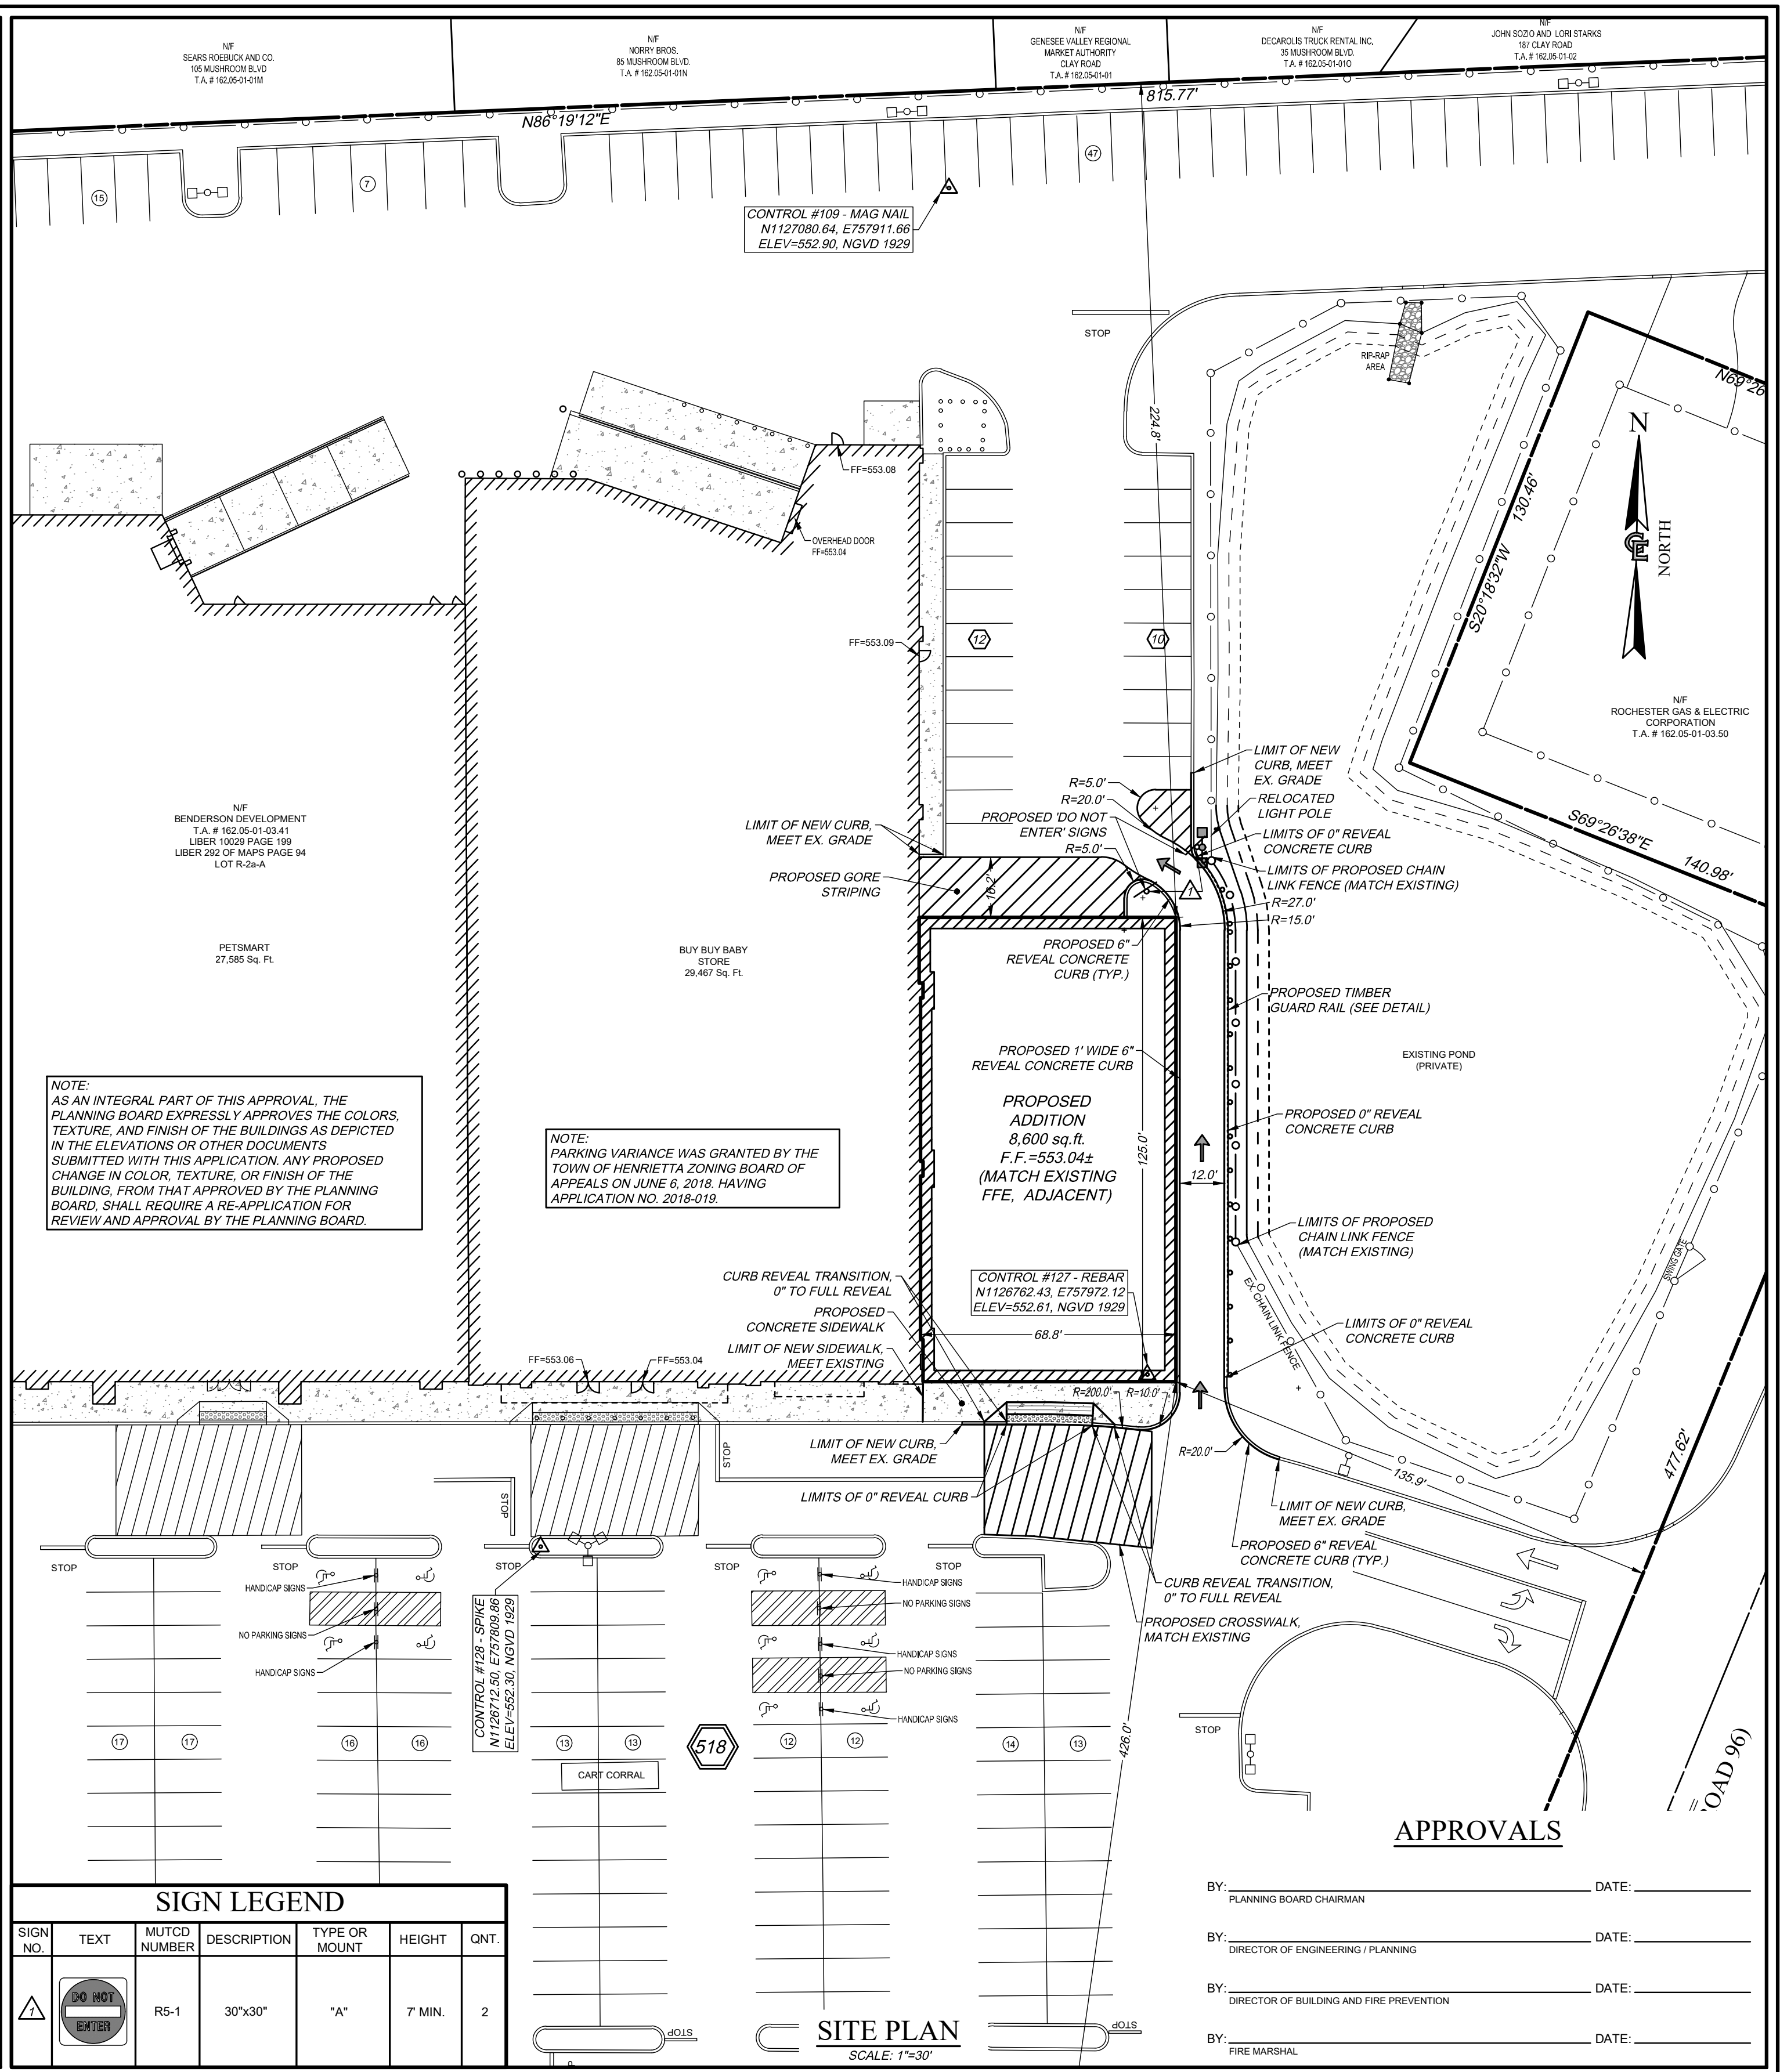 N/F
SEARS ROEBUCK AND CO.
105 MUSHROOM BLVD
T.A. # 162.05-01-01M
N/F
NORRY BROS.
85 MUSHROOM BLVD.
T.A. # 162.05-01-01N
N/F
GENESEE VALLEY REGIONAL
MARKET AUTHORITY
CLAY ROAD
T.A. # 162.05-01-01
N/F
DECAROLIS TRUCK RENTAL INC.
35 MUSHROOM BLVD.
T.A. # 162.05-01-01O
N/F
JOHN SOZIO AND LORI STARKS
187 CLAY ROAD
T.A. # 162.05-01-02
N86°19'12"E
815.77'
15
7
47
CONTROL #109 - MAG NAIL
N1127080.64, E757911.66
ELEV=552.90, NGVD 1929
STOP
RIP-RAP
AREA
N69°26
224.8'
N
NORTH
130.46'
S20°18'32"W
FF=553.08
OVERHEAD DOOR
FF=553.04
FF=553.09
12
10
N/F
ROCHESTER GAS & ELECTRIC
CORPORATION
T.A. # 162.05-01-03.50
S69°26'38"E
140.98'
N/F
BENDERSON DEVELOPMENT
T.A. # 162.05-01-03.41
LIBER 10029 PAGE 199
LIBER 292 OF MAPS PAGE 94
LOT R-2a-A
LIMIT OF NEW CURB,
MEET EX. GRADE
PROPOSED GORE
STRIPING
R=5.0'
R=20.0'
PROPOSED 'DO NOT
ENTER' SIGNS
R=5.0'
LIMIT OF NEW
CURB, MEET
EX. GRADE
RELOCATED
LIGHT POLE
LIMITS OF 0" REVEAL
CONCRETE CURB
LIMITS OF PROPOSED CHAIN
LINK FENCE (MATCH EXISTING)
R=27.0'
R=15.0'
16.2'
1
PETSMART
27,585 Sq. Ft.
BUY BUY BABY
STORE
29,467 Sq. Ft.
PROPOSED 6"
REVEAL CONCRETE
CURB (TYP.)
PROPOSED TIMBER
GUARD RAIL (SEE DETAIL)
PROPOSED 1' WIDE 6"
REVEAL CONCRETE CURB
EXISTING POND
(PRIVATE)
PROPOSED
ADDITION
8,600 sq.ft.
F.F.=553.04±
(MATCH EXISTING
FFE, ADJACENT)
125.0'
12.0'
PROPOSED 0" REVEAL
CONCRETE CURB
NOTE:
AS AN INTEGRAL PART OF THIS APPROVAL, THE
PLANNING BOARD EXPRESSLY APPROVES THE COLORS,
TEXTURE, AND FINISH OF THE BUILDINGS AS DEPICTED
IN THE ELEVATIONS OR OTHER DOCUMENTS
SUBMITTED WITH THIS APPLICATION. ANY PROPOSED
CHANGE IN COLOR, TEXTURE, OR FINISH OF THE
BUILDING, FROM THAT APPROVED BY THE PLANNING
BOARD, SHALL REQUIRE A RE-APPLICATION FOR
REVIEW AND APPROVAL BY THE PLANNING BOARD.
NOTE:
PARKING VARIANCE WAS GRANTED BY THE
TOWN OF HENRIETTA ZONING BOARD OF
APPEALS ON JUNE 6, 2018. HAVING
APPLICATION NO. 2018-019.
LIMITS OF PROPOSED
CHAIN LINK FENCE
(MATCH EXISTING)
SWING GATE
EX. CHAIN LINK FENCE
CURB REVEAL TRANSITION,
0" TO FULL REVEAL
PROPOSED
CONCRETE SIDEWALK
LIMIT OF NEW SIDEWALK,
MEET EXISTING
CONTROL #127 - REBAR
N1126762.43, E757972.12
ELEV=552.61, NGVD 1929
68.8'
LIMITS OF 0" REVEAL
CONCRETE CURB
FF=553.06
FF=553.04
R=200.0'
R=10.0'
R=20.0'
LIMIT OF NEW CURB,
MEET EX. GRADE
LIMITS OF 0" REVEAL CURB
STOP
STOP
135.9'
477.62'
LIMIT OF NEW CURB,
MEET EX. GRADE
PROPOSED 6" REVEAL
CONCRETE CURB (TYP.)
CURB REVEAL TRANSITION,
0" TO FULL REVEAL
PROPOSED CROSSWALK,
MATCH EXISTING
STOP
STOP
STOP
STOP
STOP
HANDICAP SIGNS
NO PARKING SIGNS
HANDICAP SIGNS
HANDICAP SIGNS
NO PARKING SIGNS
HANDICAP SIGNS
NO PARKING SIGNS
HANDICAP SIGNS
CONTROL #128 - SPIKE
N1126712.50, E757809.86
ELEV=552.30, NGVD 1929
17
17
16
16
13
13
518
12
12
14
13
426.0'
STOP
CART CORRAL
OAD 96)
APPROVALS
BY: DATE:
PLANNING BOARD CHAIRMAN
BY: DATE:
DIRECTOR OF ENGINEERING / PLANNING
BY: DATE:
DIRECTOR OF BUILDING AND FIRE PREVENTION
BY: DATE:
FIRE MARSHAL
SIGN LEGEND
SIGN NO. TEXT MUTCD NUMBER DESCRIPTION TYPE OR MOUNT HEIGHT QNT.
1 DO NOT ENTER R5-1 30"x30" "A" 7' MIN. 2
STOP
STOP
SITE PLAN
SCALE: 1"=30'